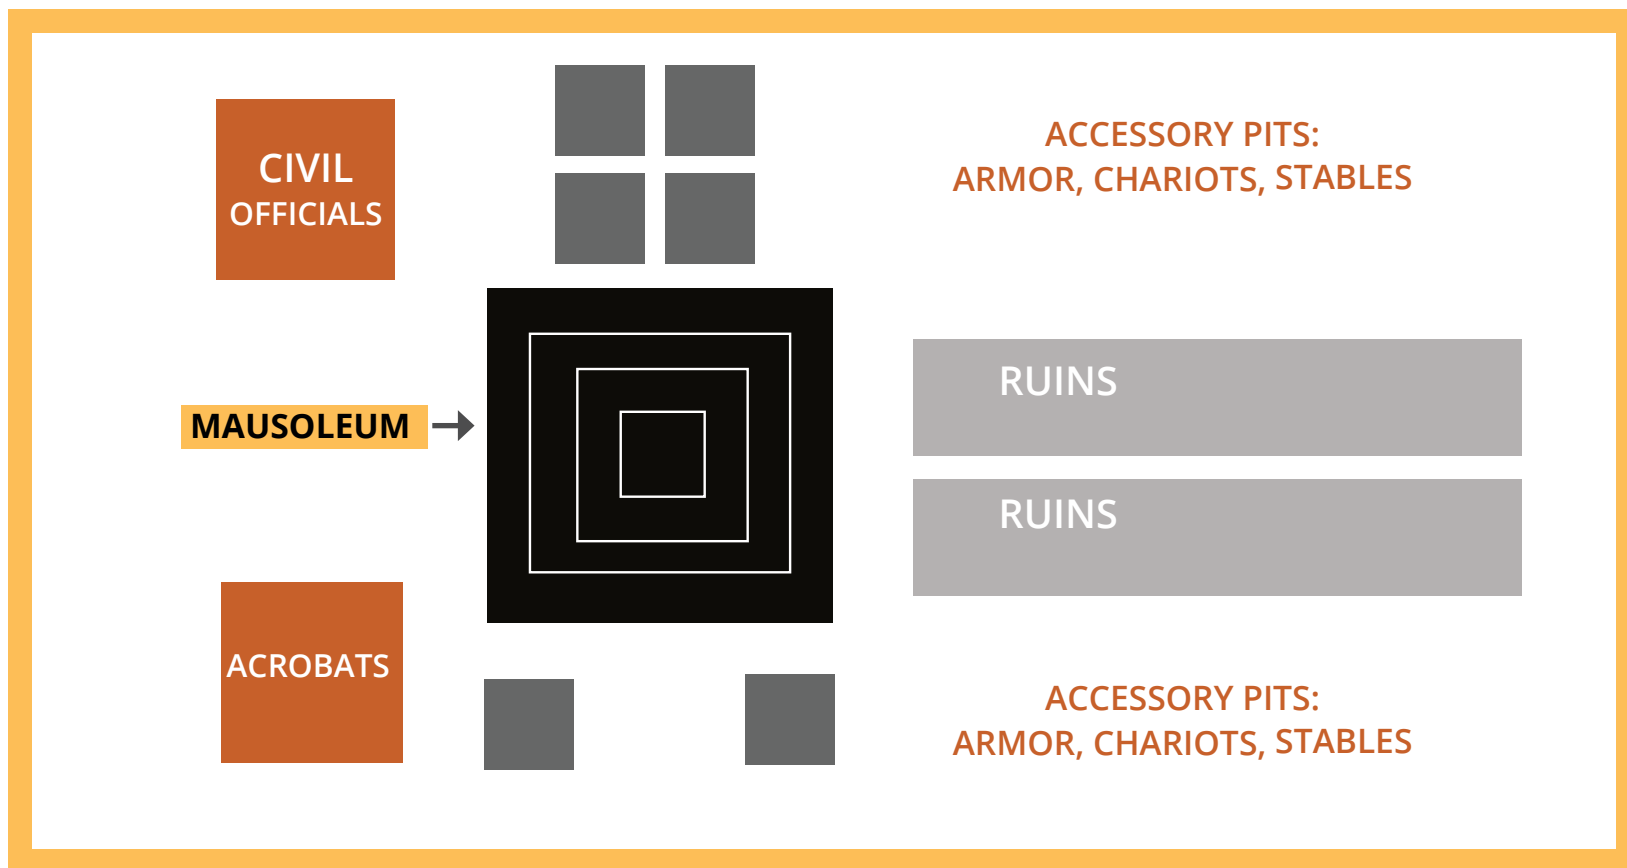 CIVIL
OFFICIALS
ACCESSORY PITS:
ARMOR, CHARIOTS, STABLES
RUINS
MAUSOLEUM
RUINS
ACROBATS
ACCESSORY PITS:
ARMOR, CHARIOTS, STABLES